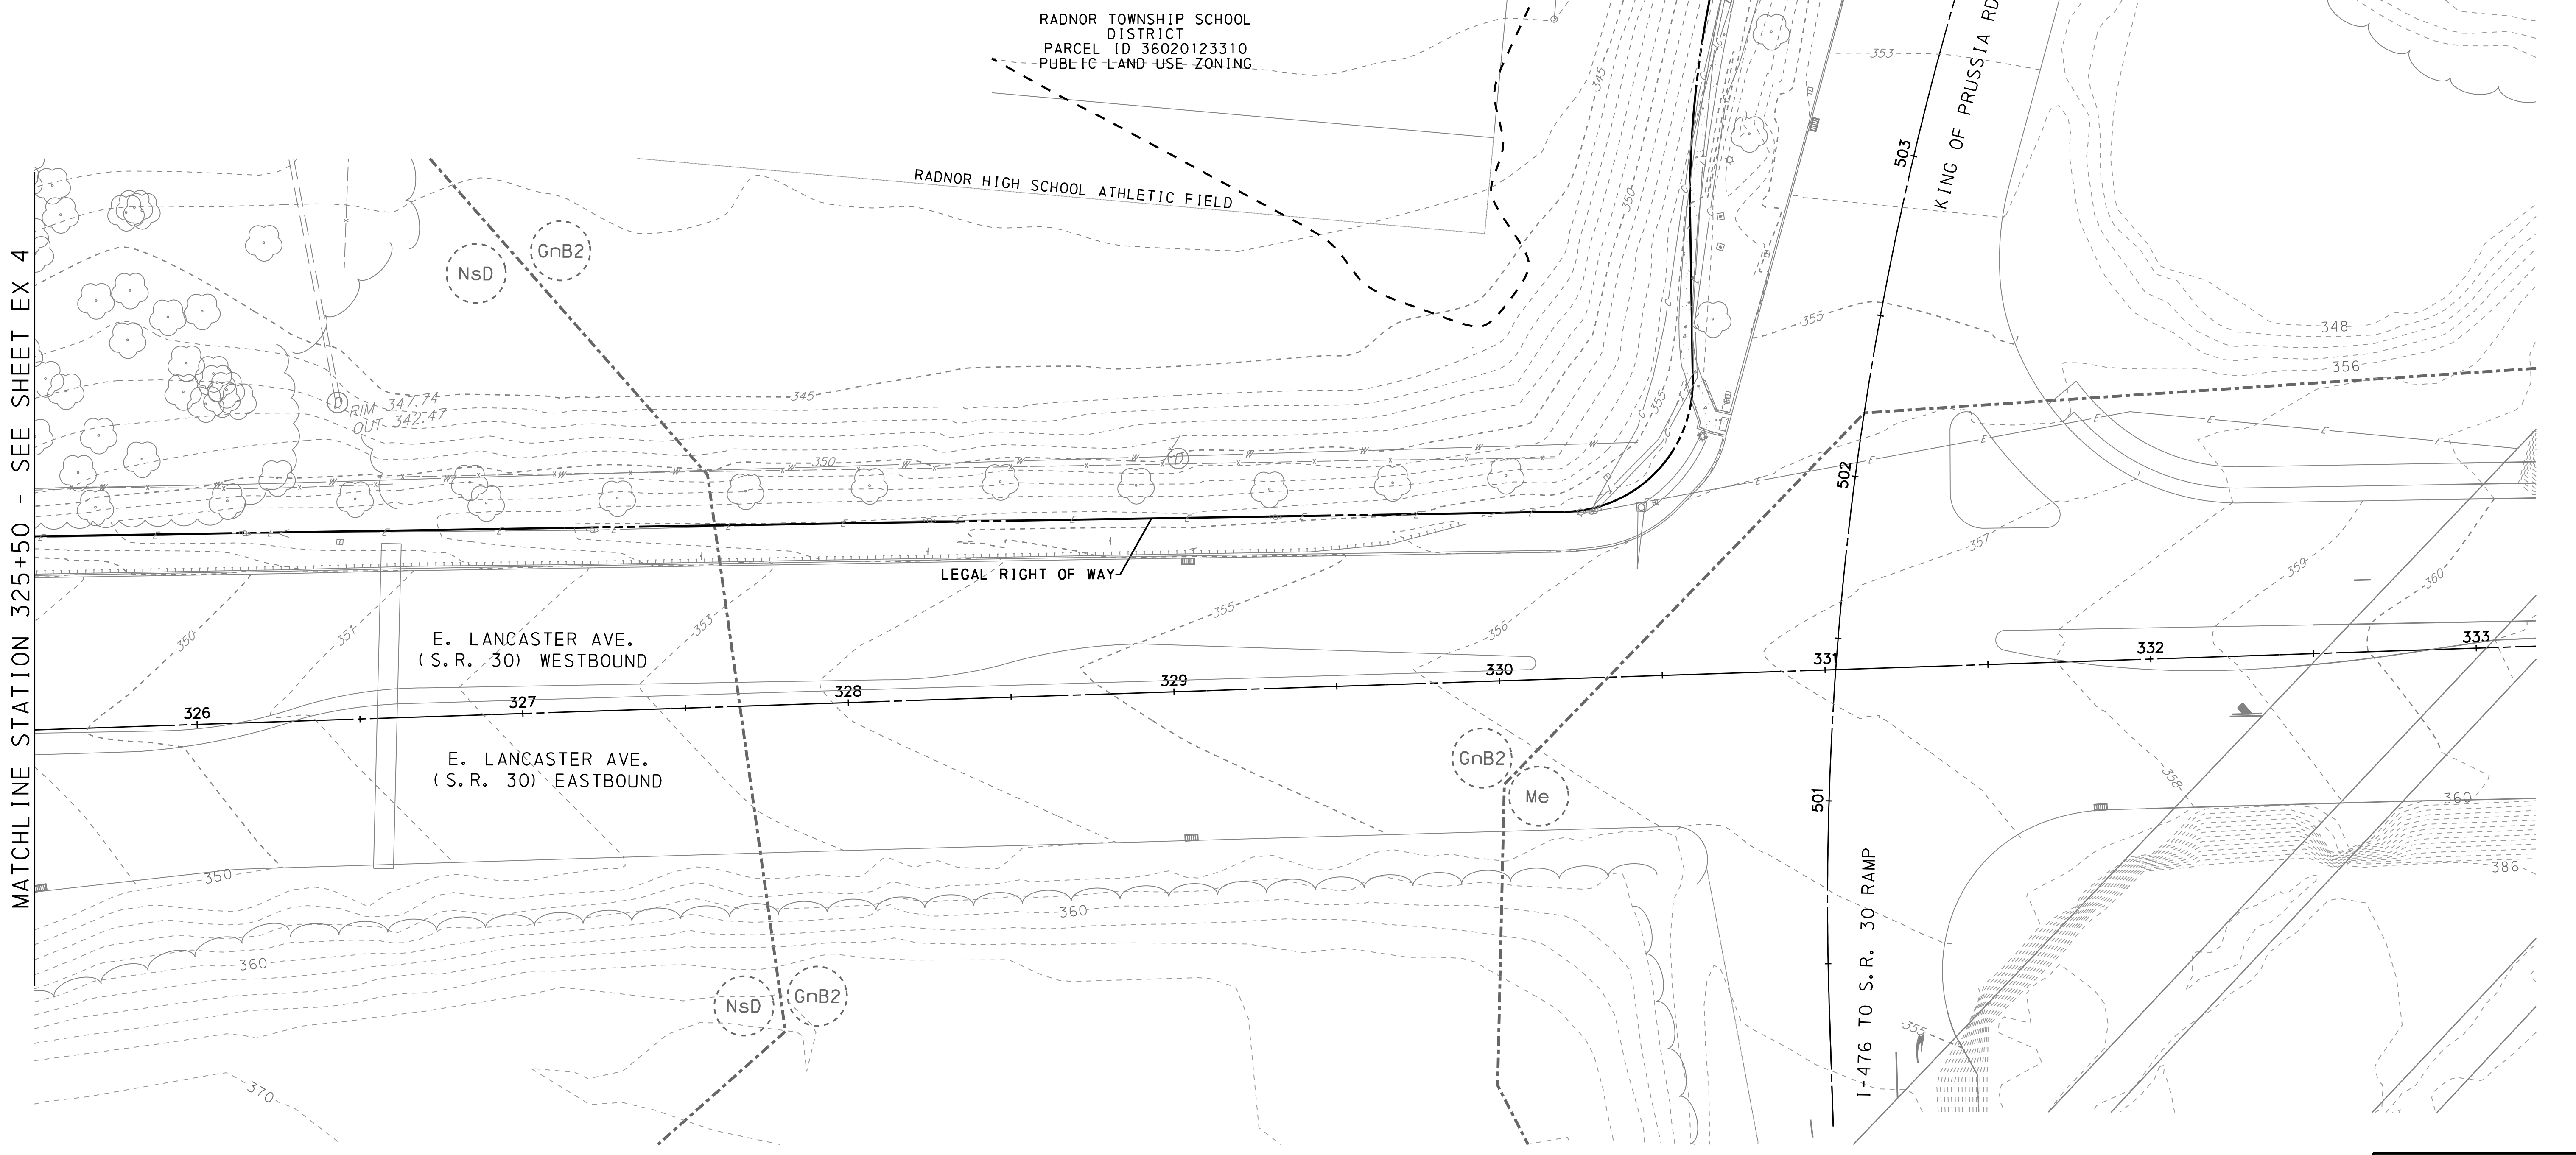 RADNOR TOWNSHIP SCHOOL
DISTRICT
PARCEL ID 36020123310
PUBLIC LAND USE ZONING
353
KING OF PRUSSIA RD
503
345
350
RADNOR HIGH SCHOOL ATHLETIC FIELD
MATCHLINE STATION 325+50 - SEE SHEET EX 4
NsD
GnB2
355
348
356
345
355
RIM 347.74
OUT 342.47
D
350
D
502
357
359
360
LEGAL RIGHT OF WAY
350
351
353
355
356
E. LANCASTER AVE.
(S.R. 30) WESTBOUND
326
327
328
329
330
331
332
333
E. LANCASTER AVE.
(S.R. 30) EASTBOUND
GnB2
Me
501
358
360
350
386
360
360
I-476 TO S.R. 30 RAMP
NsD
GnB2
355
370